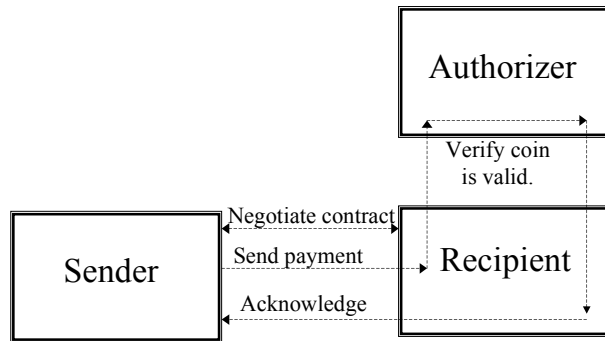 Authorizer
Verify coin
is valid.
Negotiate contract
Sender
Send payment
Recipient
Acknowledge